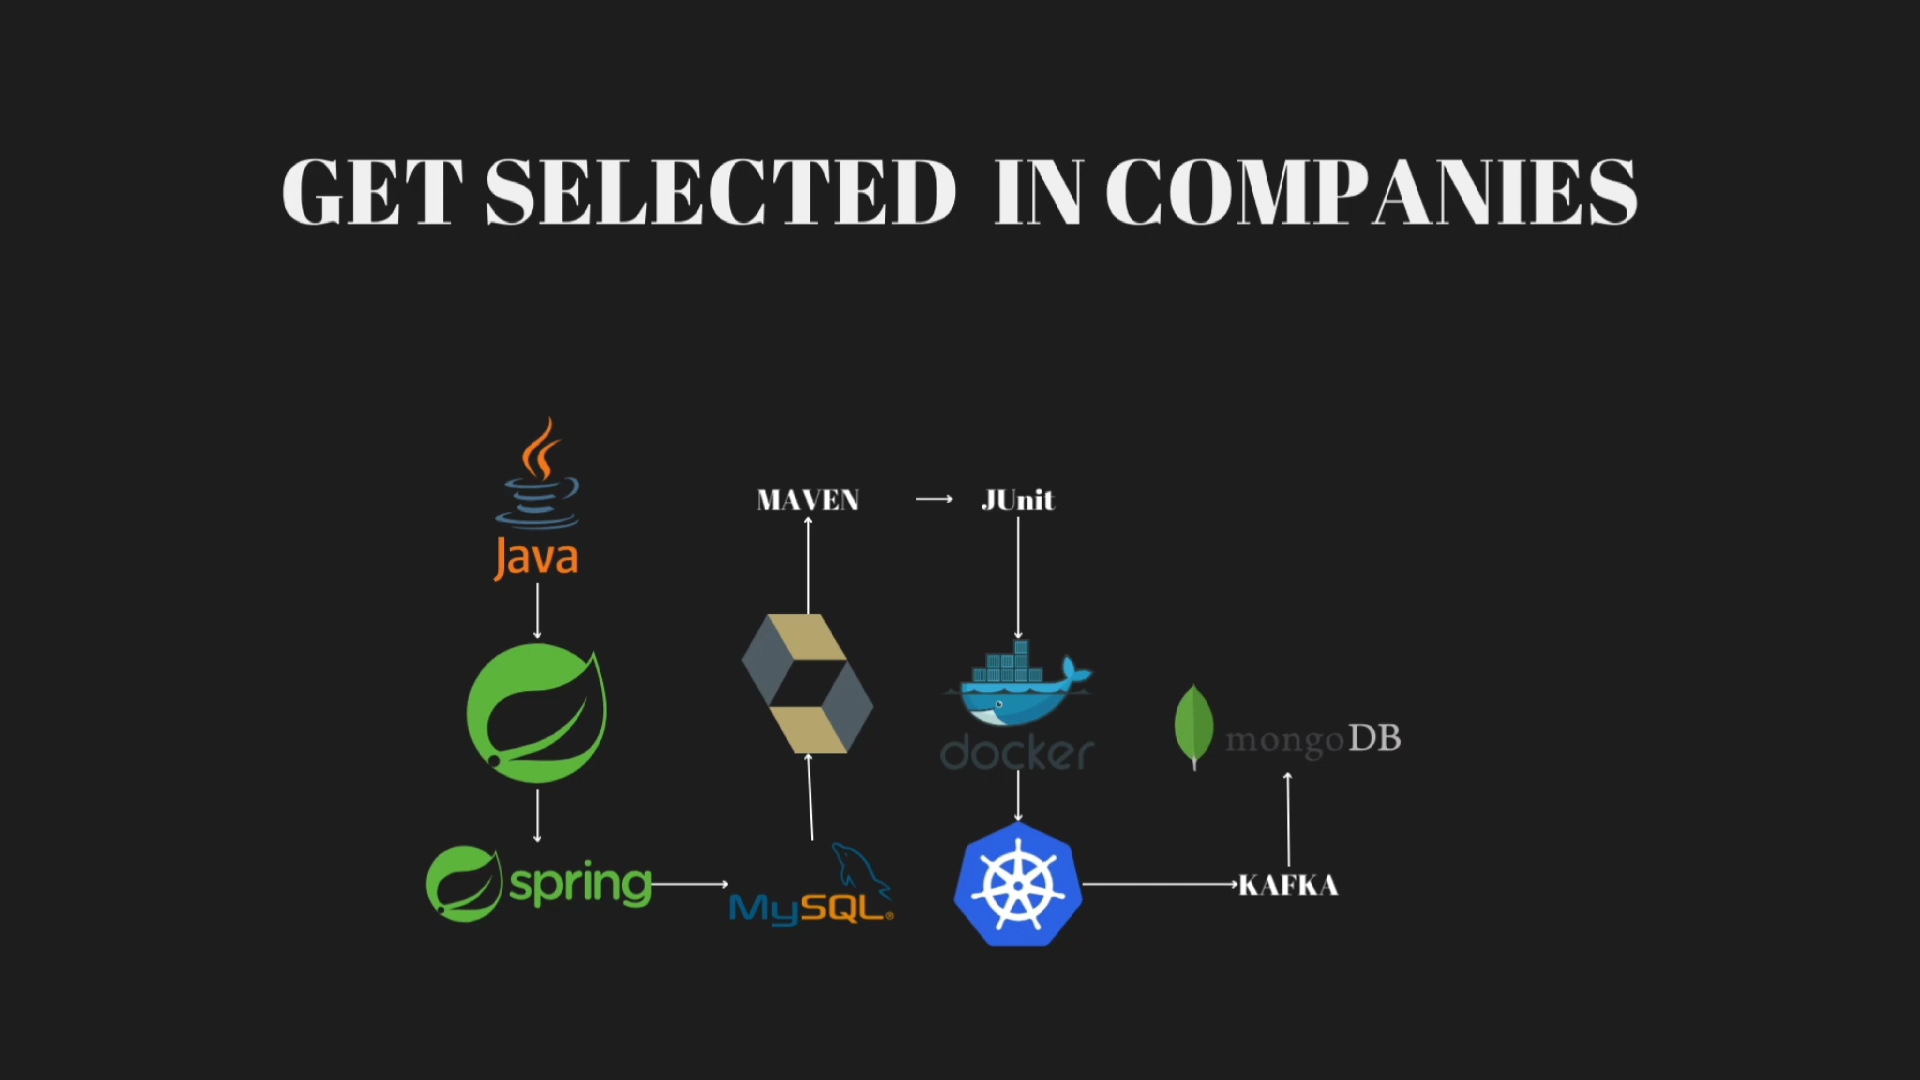 GET SELECTED IN COMPANIES
Java
MAVEN
JUnit
docker
mongoDB
spring
MySQL®
KAFKA